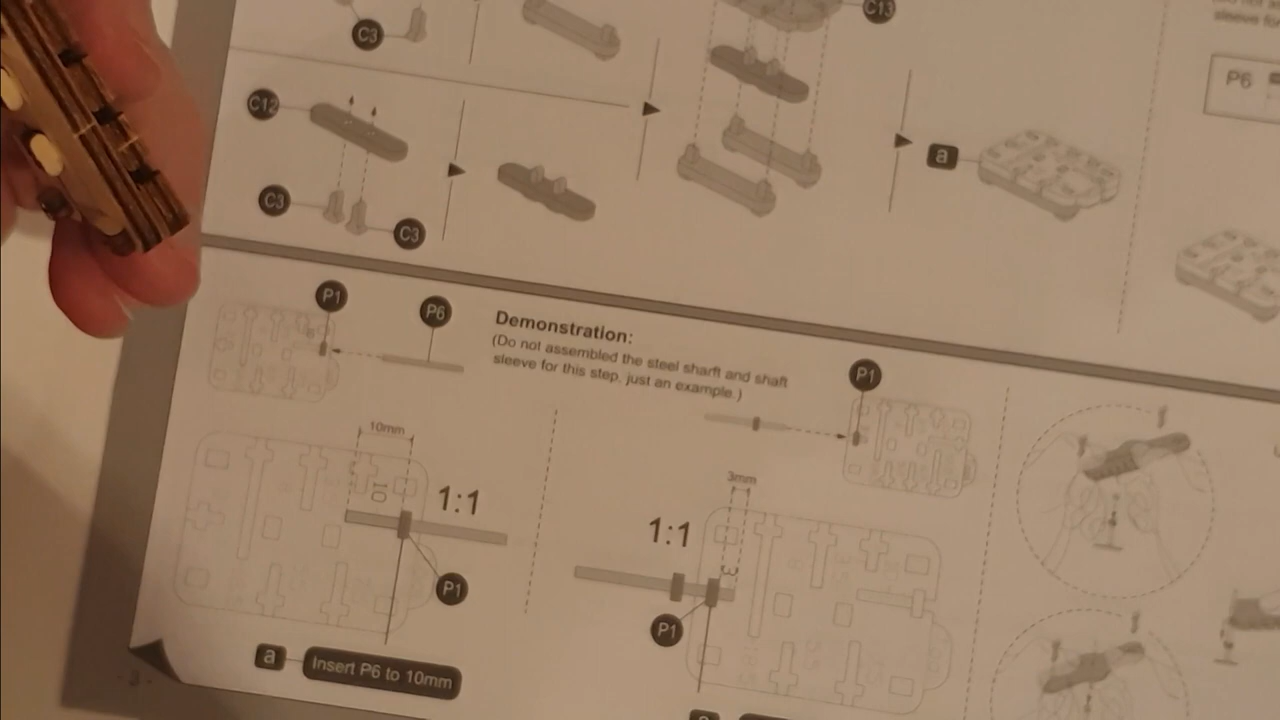 C3
C13
C12
C3
C3
a
P6
P1
P6
Demonstration:
(Do not assembled the steel sharft and shaft
sleeve for this step, just an example.)
P1
10mm
10
1:1
P1
3mm
3
1:1
P1
a
Insert P6 to 10mm
- 3 -